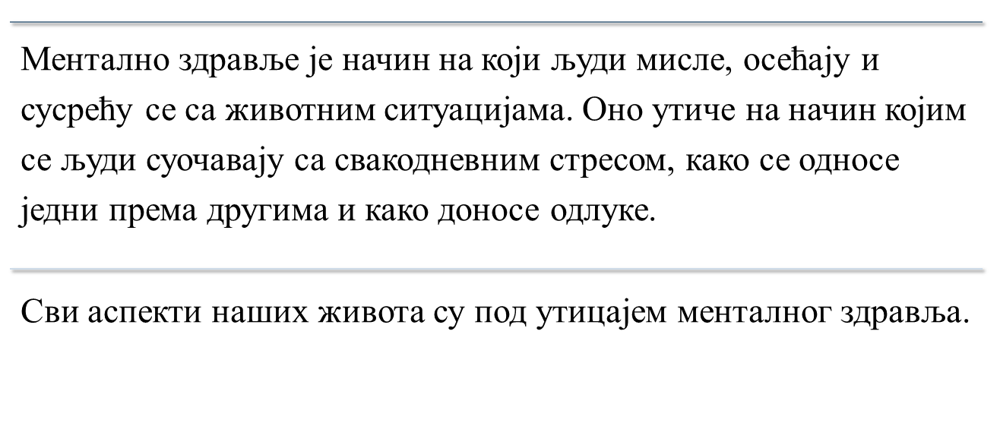 Ментално здравље је начин на који људи мисле, осећају и
сусрећу се са животним ситуацијама. Оно утиче на начин којим
се људи суочавају са свакодневним стресом, како се односе
једни према другима и како доносе одлуке.
Сви аспекти наших живота су под утицајем менталног здравља.